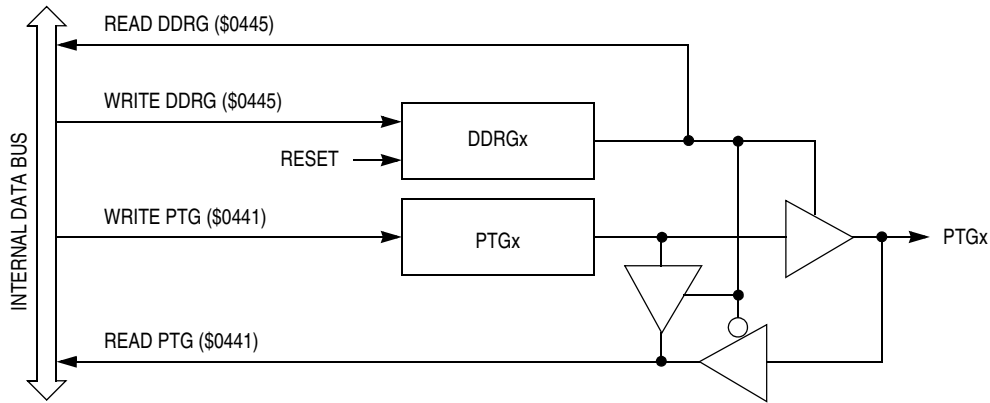 READ DDRG ($0445)
WRITE DDRG ($0445)
DDRGx
RESET
INTERNAL DATA BUS
WRITE PTG ($0441)
PTGx
PTGx
READ PTG ($0441)